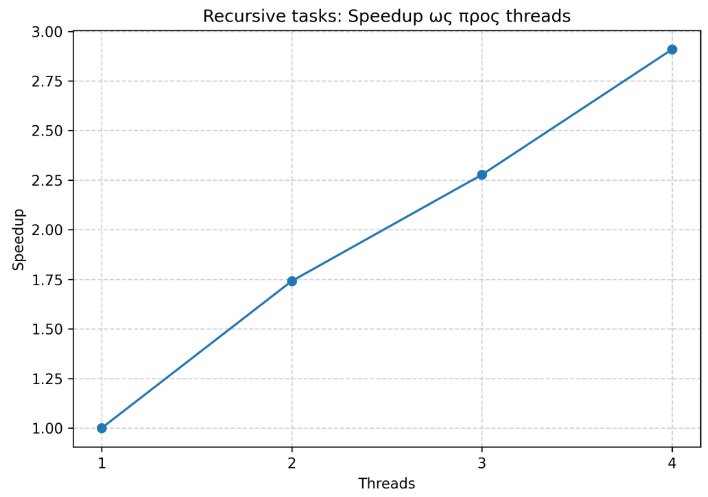 Recursive tasks: Speedup ως προς threads
3.00
2.75
2.50
2.25
2.00
1.75
1.50
1.25
1.00
Speedup
1 2 3 4
Threads